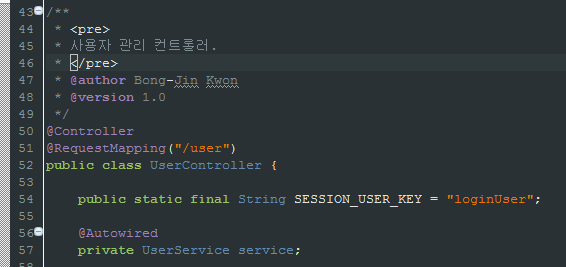 43 /**
44  * <pre>
45  * 사용자 관리 컨트롤러.
46  * </pre>
47  * @author Bong-Jin Kwon
48  * @version 1.0
49  */
50 @Controller
51 @RequestMapping("/user")
52 public class UserController {
53
54     public static final String SESSION_USER_KEY = "loginUser";
55
56     @Autowired
57     private UserService service;
58